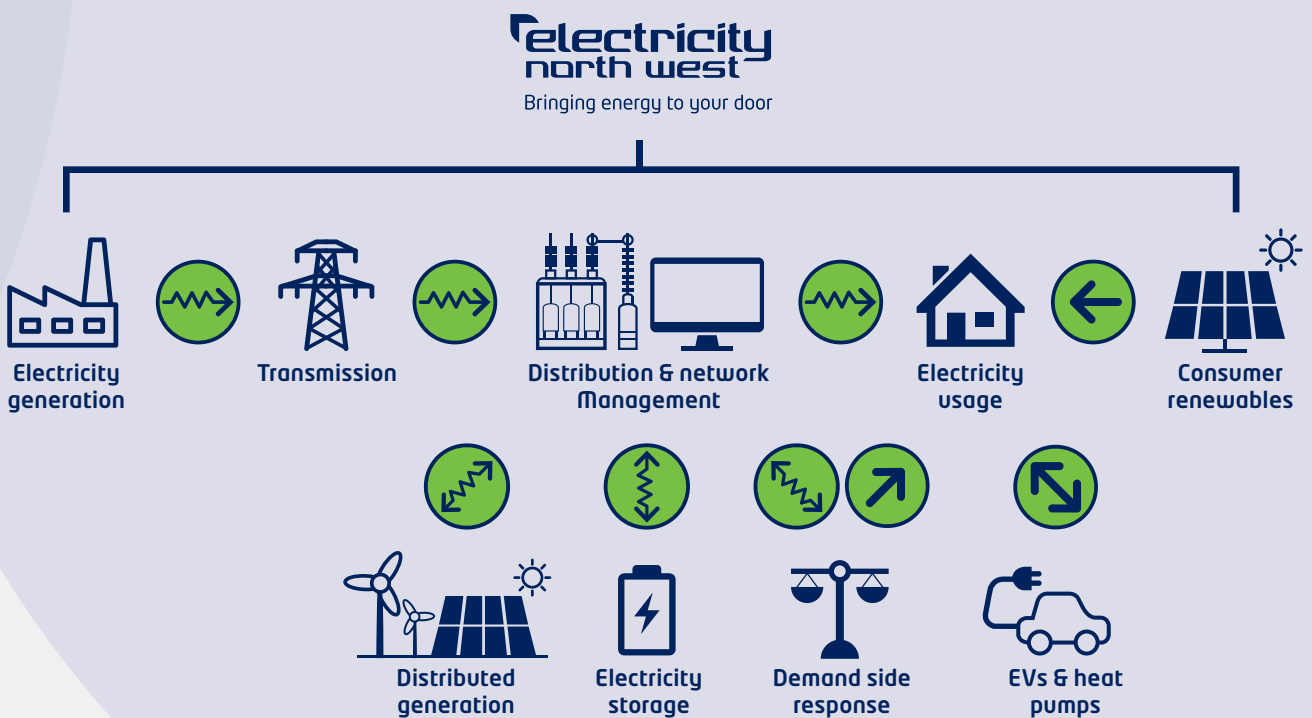 electricity
north west
Bringing energy to your door
Electricity
generation
Transmission
Distribution & network
Management
Electricity
usage
Consumer
renewables
Distributed
generation
Electricity
storage
Demand side
response
EVs & heat
pumps